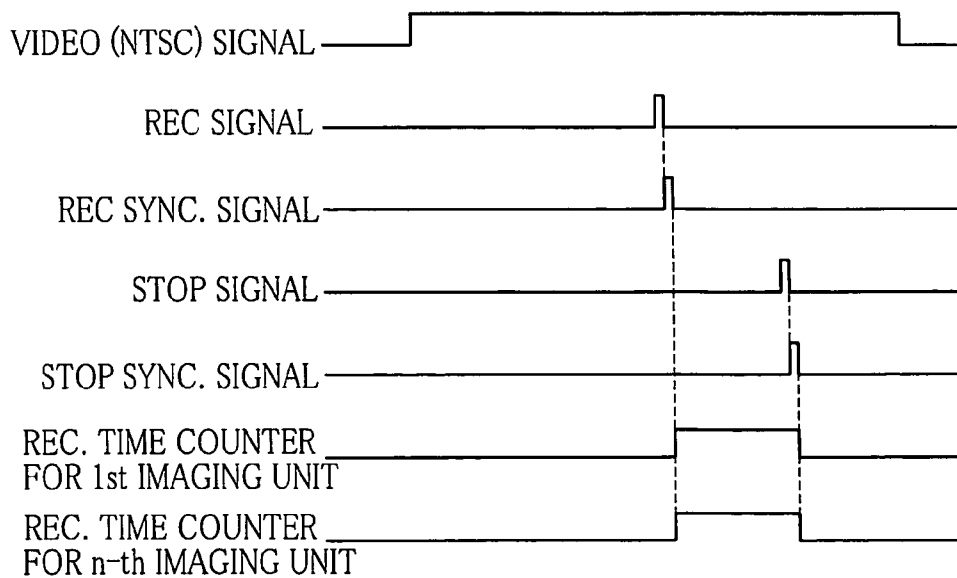 VIDEO (NTSC) SIGNAL
REC SIGNAL
REC SYNC. SIGNAL
STOP SIGNAL
STOP SYNC. SIGNAL
REC. TIME COUNTER
FOR 1st IMAGING UNIT
REC. TIME COUNTER
FOR n-th IMAGING UNIT